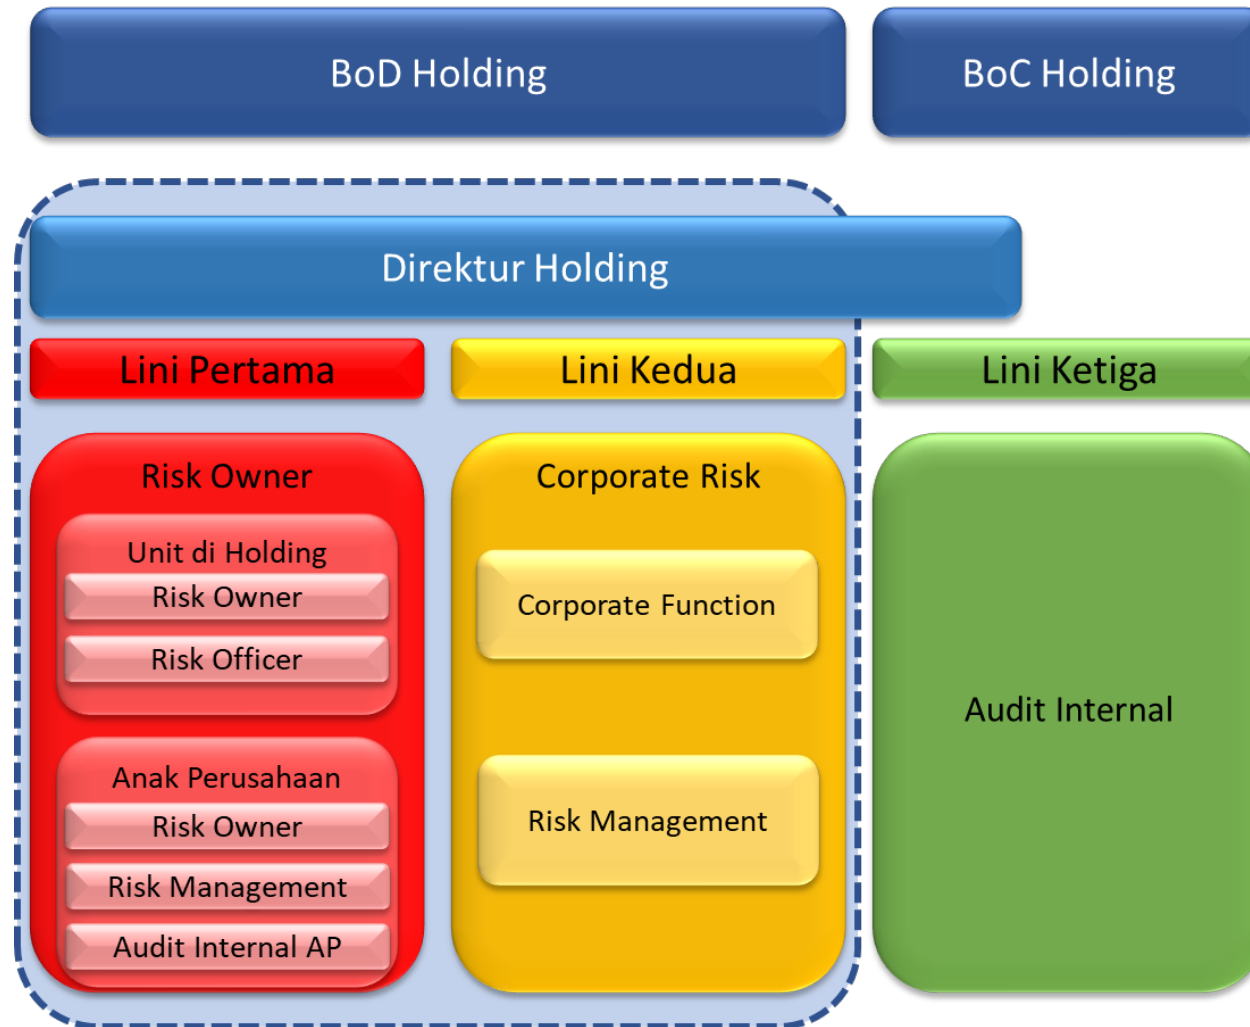 BoD Holding
BoC Holding
Direktur Holding
Lini Pertama
Lini Kedua
Lini Ketiga
Risk Owner
Unit di Holding
Risk Owner
Risk Officer
Anak Perusahaan
Risk Owner
Risk Management
Audit Internal AP
Corporate Risk
Corporate Function
Risk Management
Audit Internal